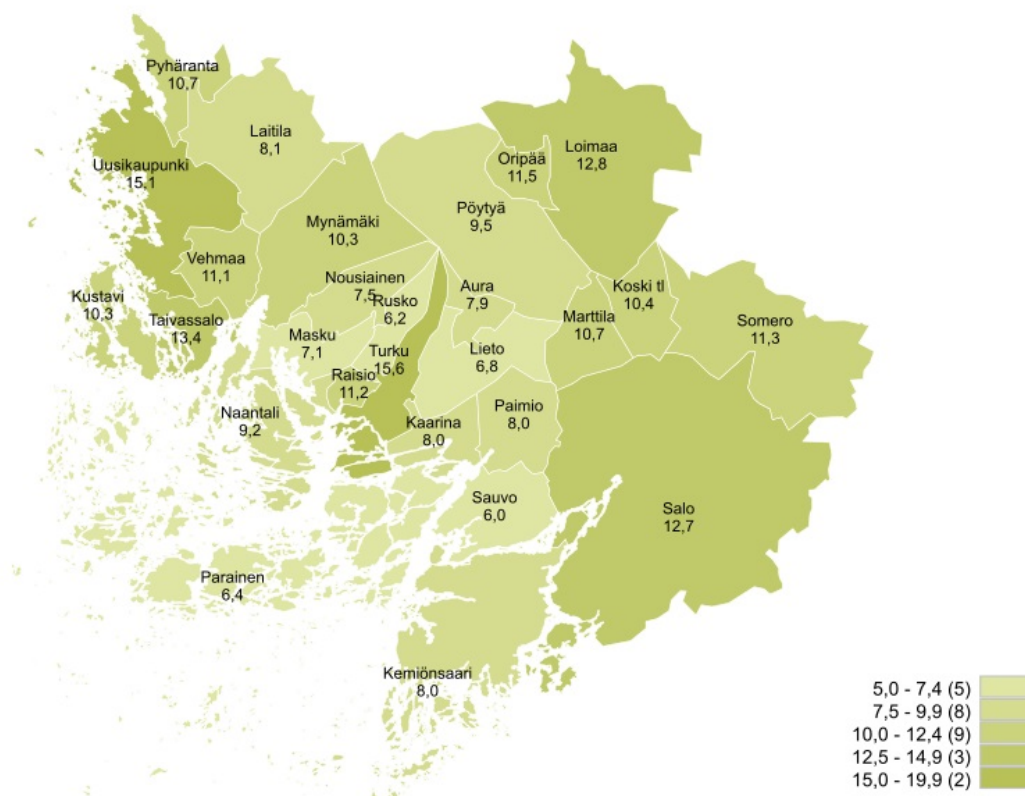 Pyhäranta
10,7
Laitila
8,1
Uusikaupunki
15,1
Oripää
11,5
Loimaa
12,8
Pöytyä
9,5
Mynämäki
10,3
Vehmaa
11,1
Kustavi
10,3
Taivassalo
13,4
Nousiainen
7,5
Rusko
6,2
Aura
7,9
Koski tl
10,4
Marttila
10,7
Somero
11,3
Masku
7,1
Turku
15,6
Lieto
6,8
Raisio
11,2
Naantali
9,2
Kaarina
8,0
Paimio
8,0
Sauvo
6,0
Salo
12,7
Parainen
6,4
Kemiönsaari
8,0
5,0 - 7,4 (5)
7,5 - 9,9 (8)
10,0 - 12,4 (9)
12,5 - 14,9 (3)
15,0 - 19,9 (2)